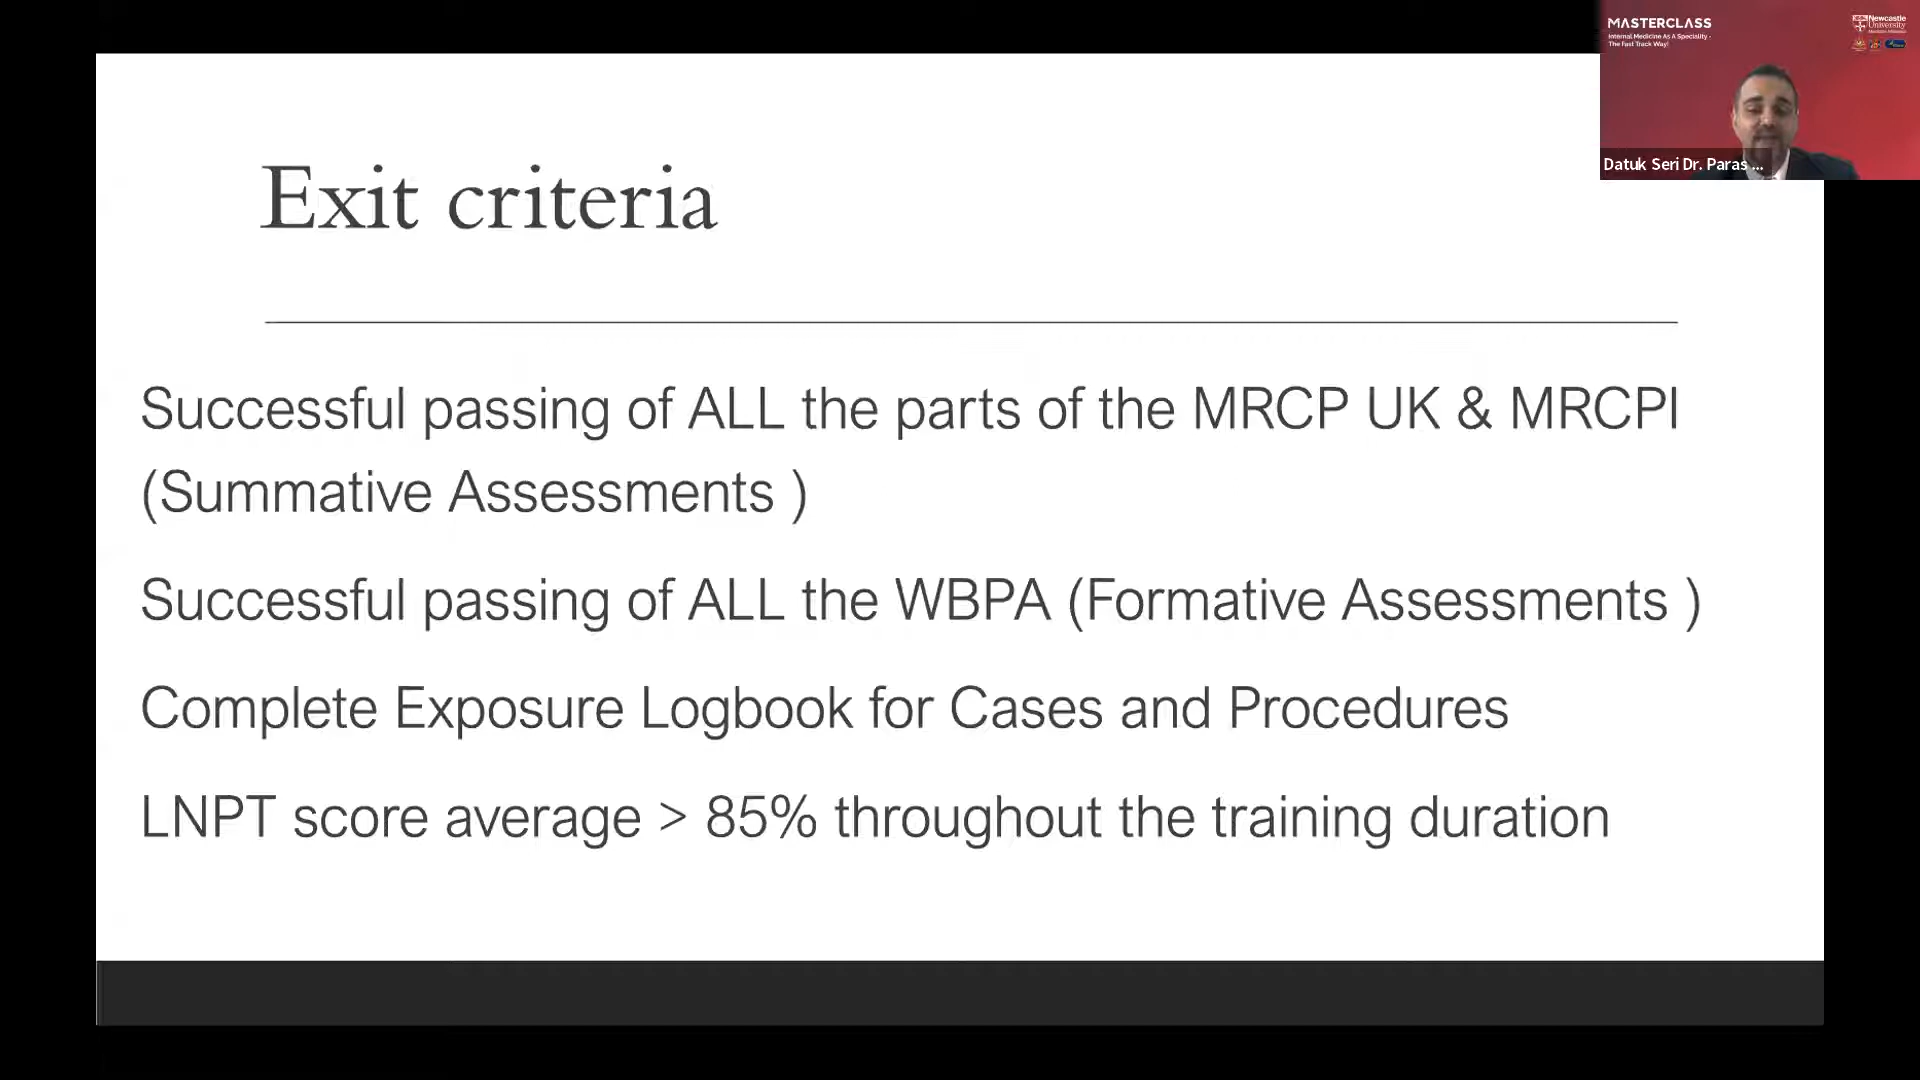 MASTERCLASS
Internal Medicine As A Speciality -
The Fast Track Way!
Newcastle
University
Datuk Seri Dr. Paras ...
Exit criteria
Successful passing of ALL the parts of the MRCP UK & MRCPI
(Summative Assessments )
Successful passing of ALL the WBPA (Formative Assessments )
Complete Exposure Logbook for Cases and Procedures
LNPT score average > 85% throughout the training duration